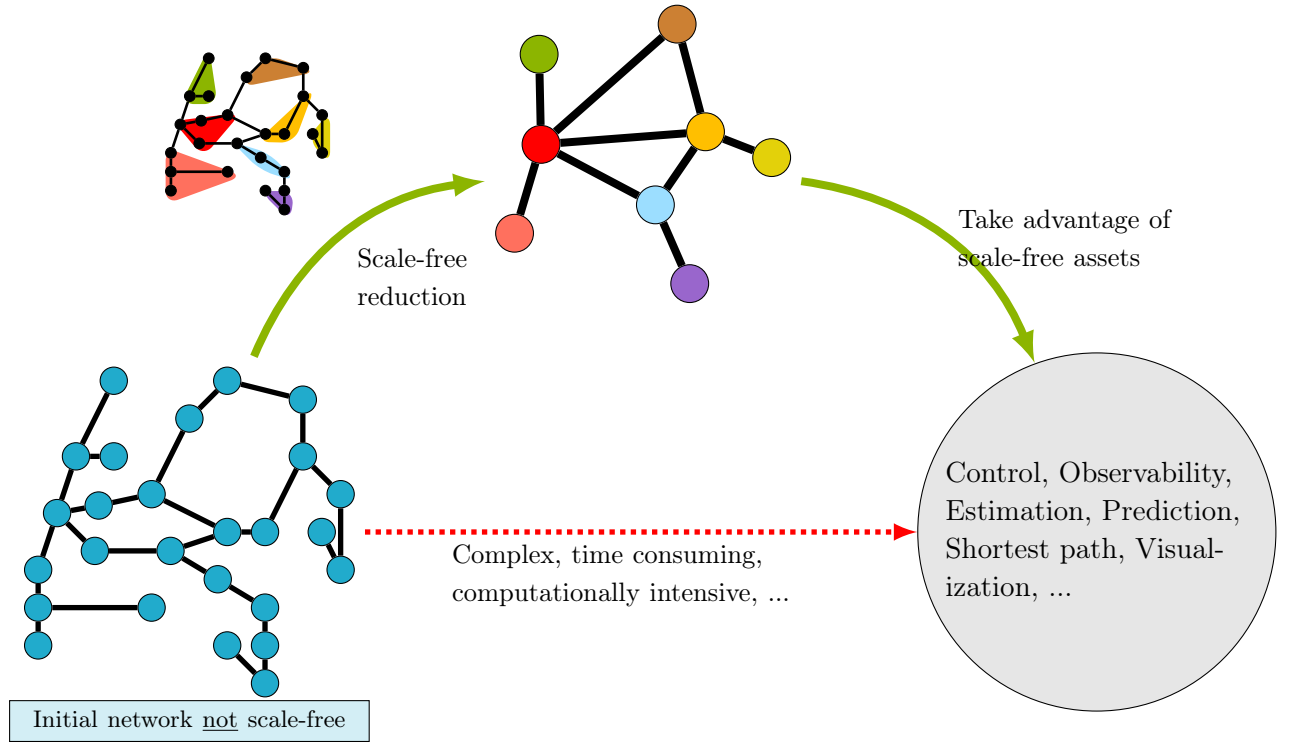 Take advantage of
scale-free assets
Scale-free
reduction
Control, Observability,
Estimation, Prediction,
Shortest path, Visual-
ization, ...
Complex, time consuming,
computationally intensive, ...
Initial network not scale-free